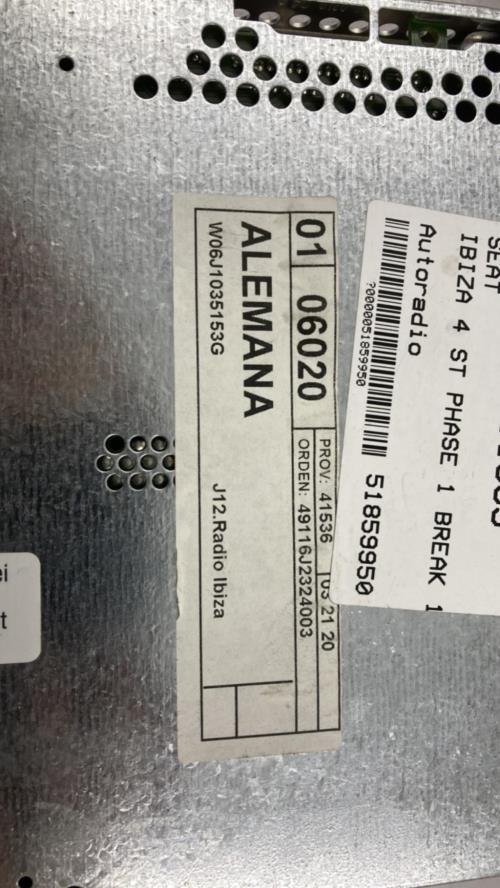 01 06020
PROV: 41536
21 20
ORDEN: 49116J2324003
ALEMANA
W06J1035153G
J12.Radio Ibiza
SEAT
IBIZA 4 ST PHASE 1 BREAK 1
Autoradio
51859950